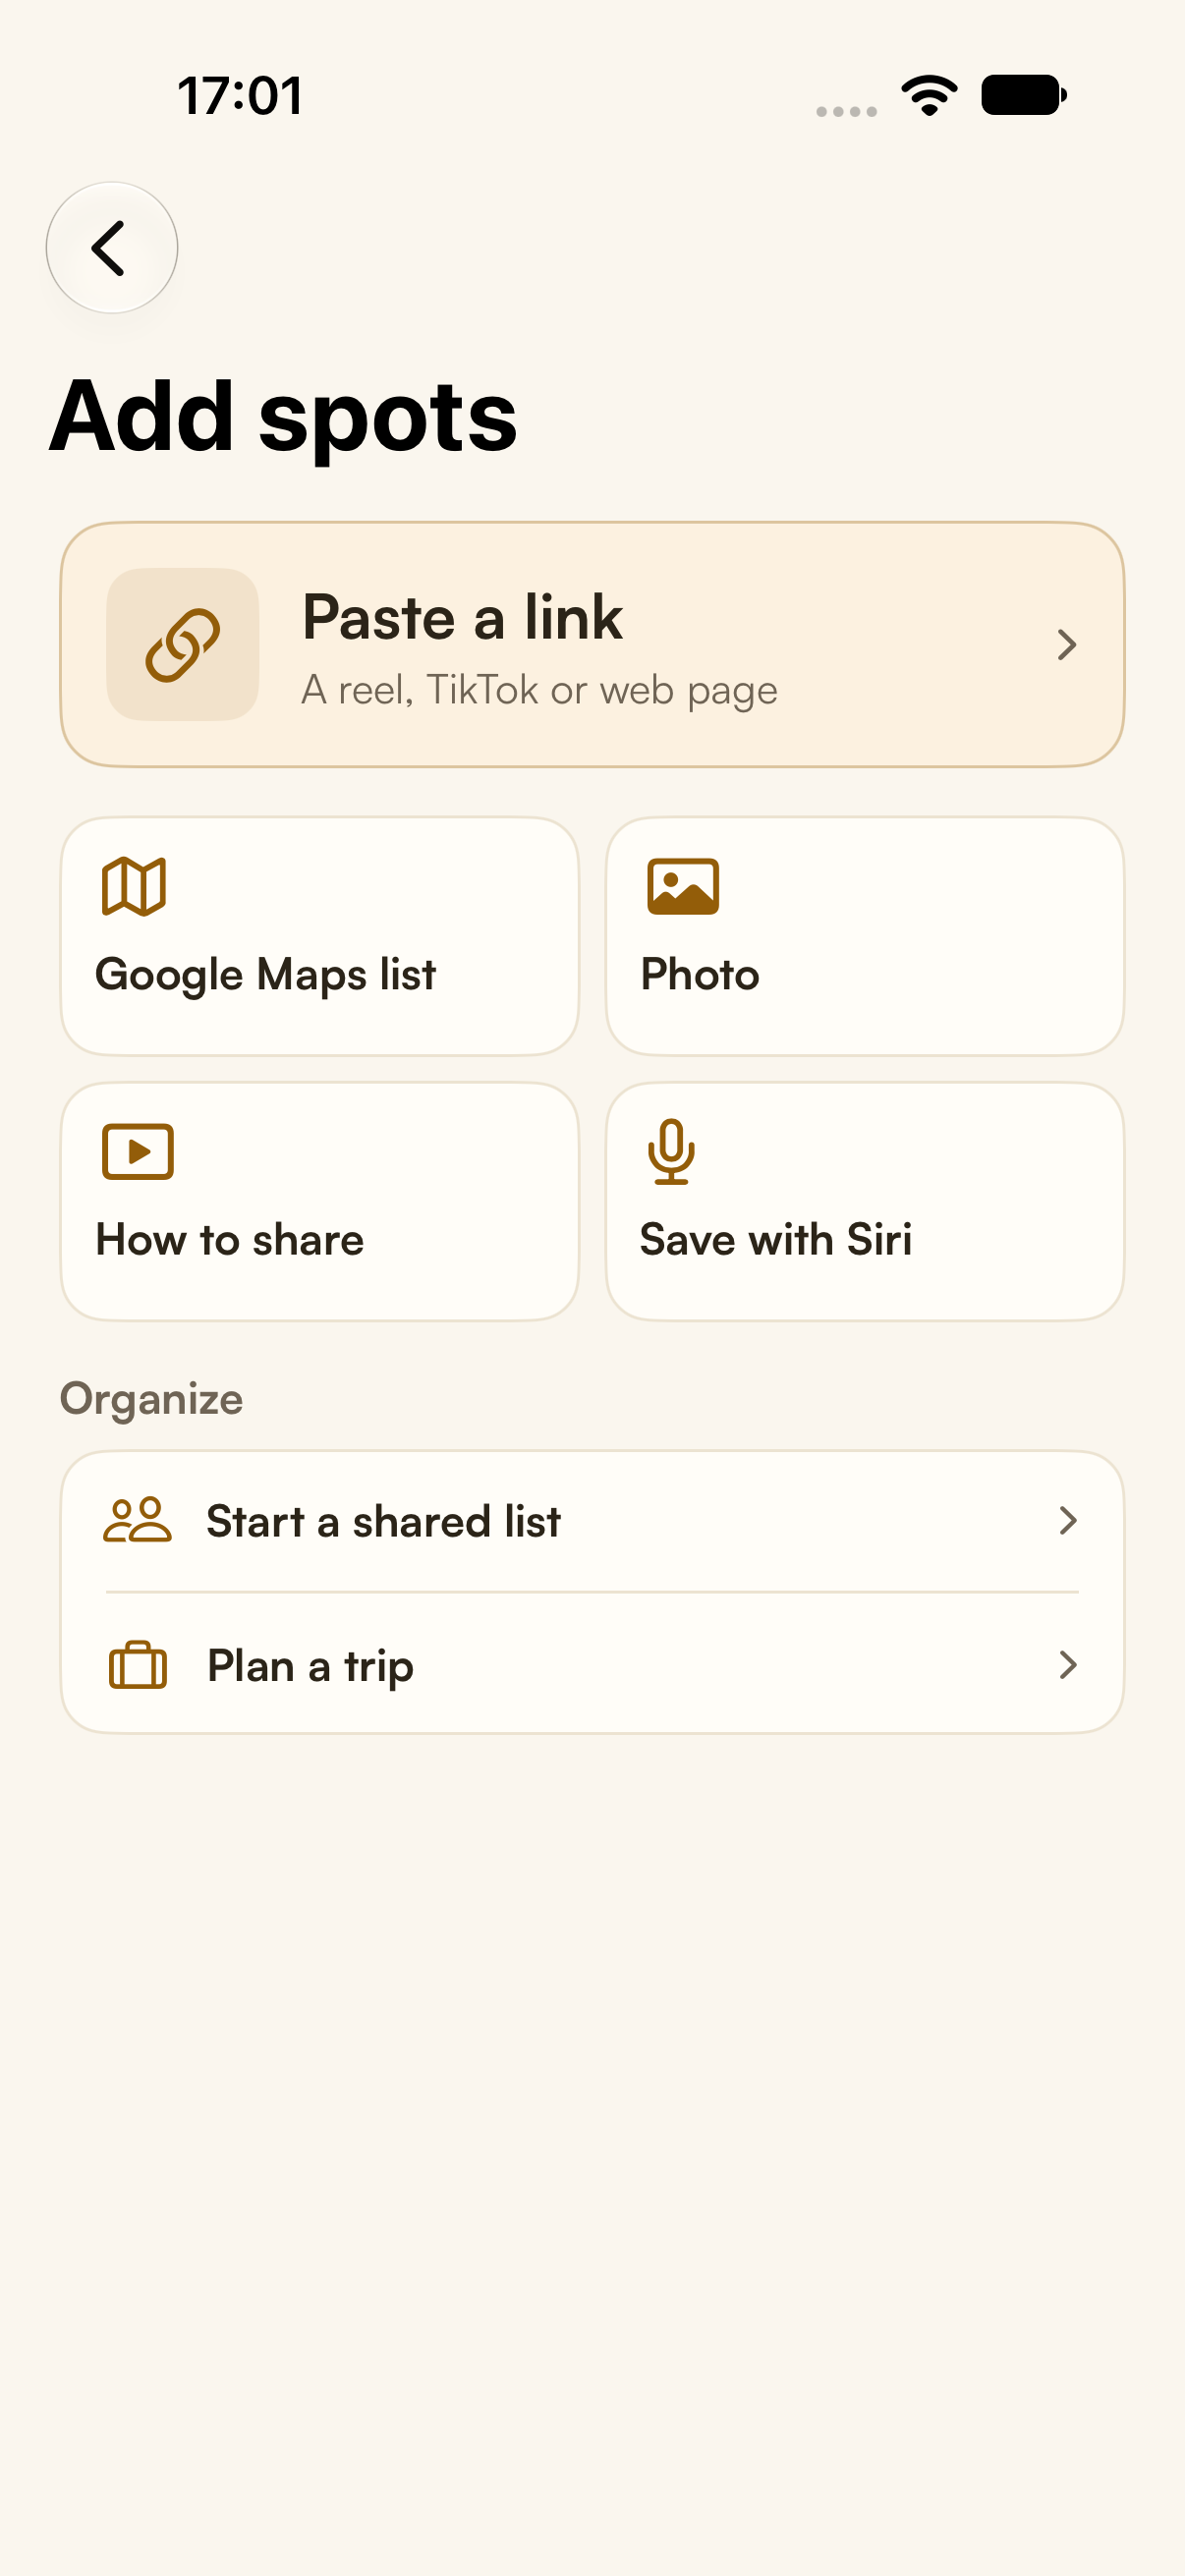 17:01
Add spots
Paste a link
A reel, TikTok or web page
Google Maps list
Photo
How to share
Save with Siri
Organize
Start a shared list
Plan a trip